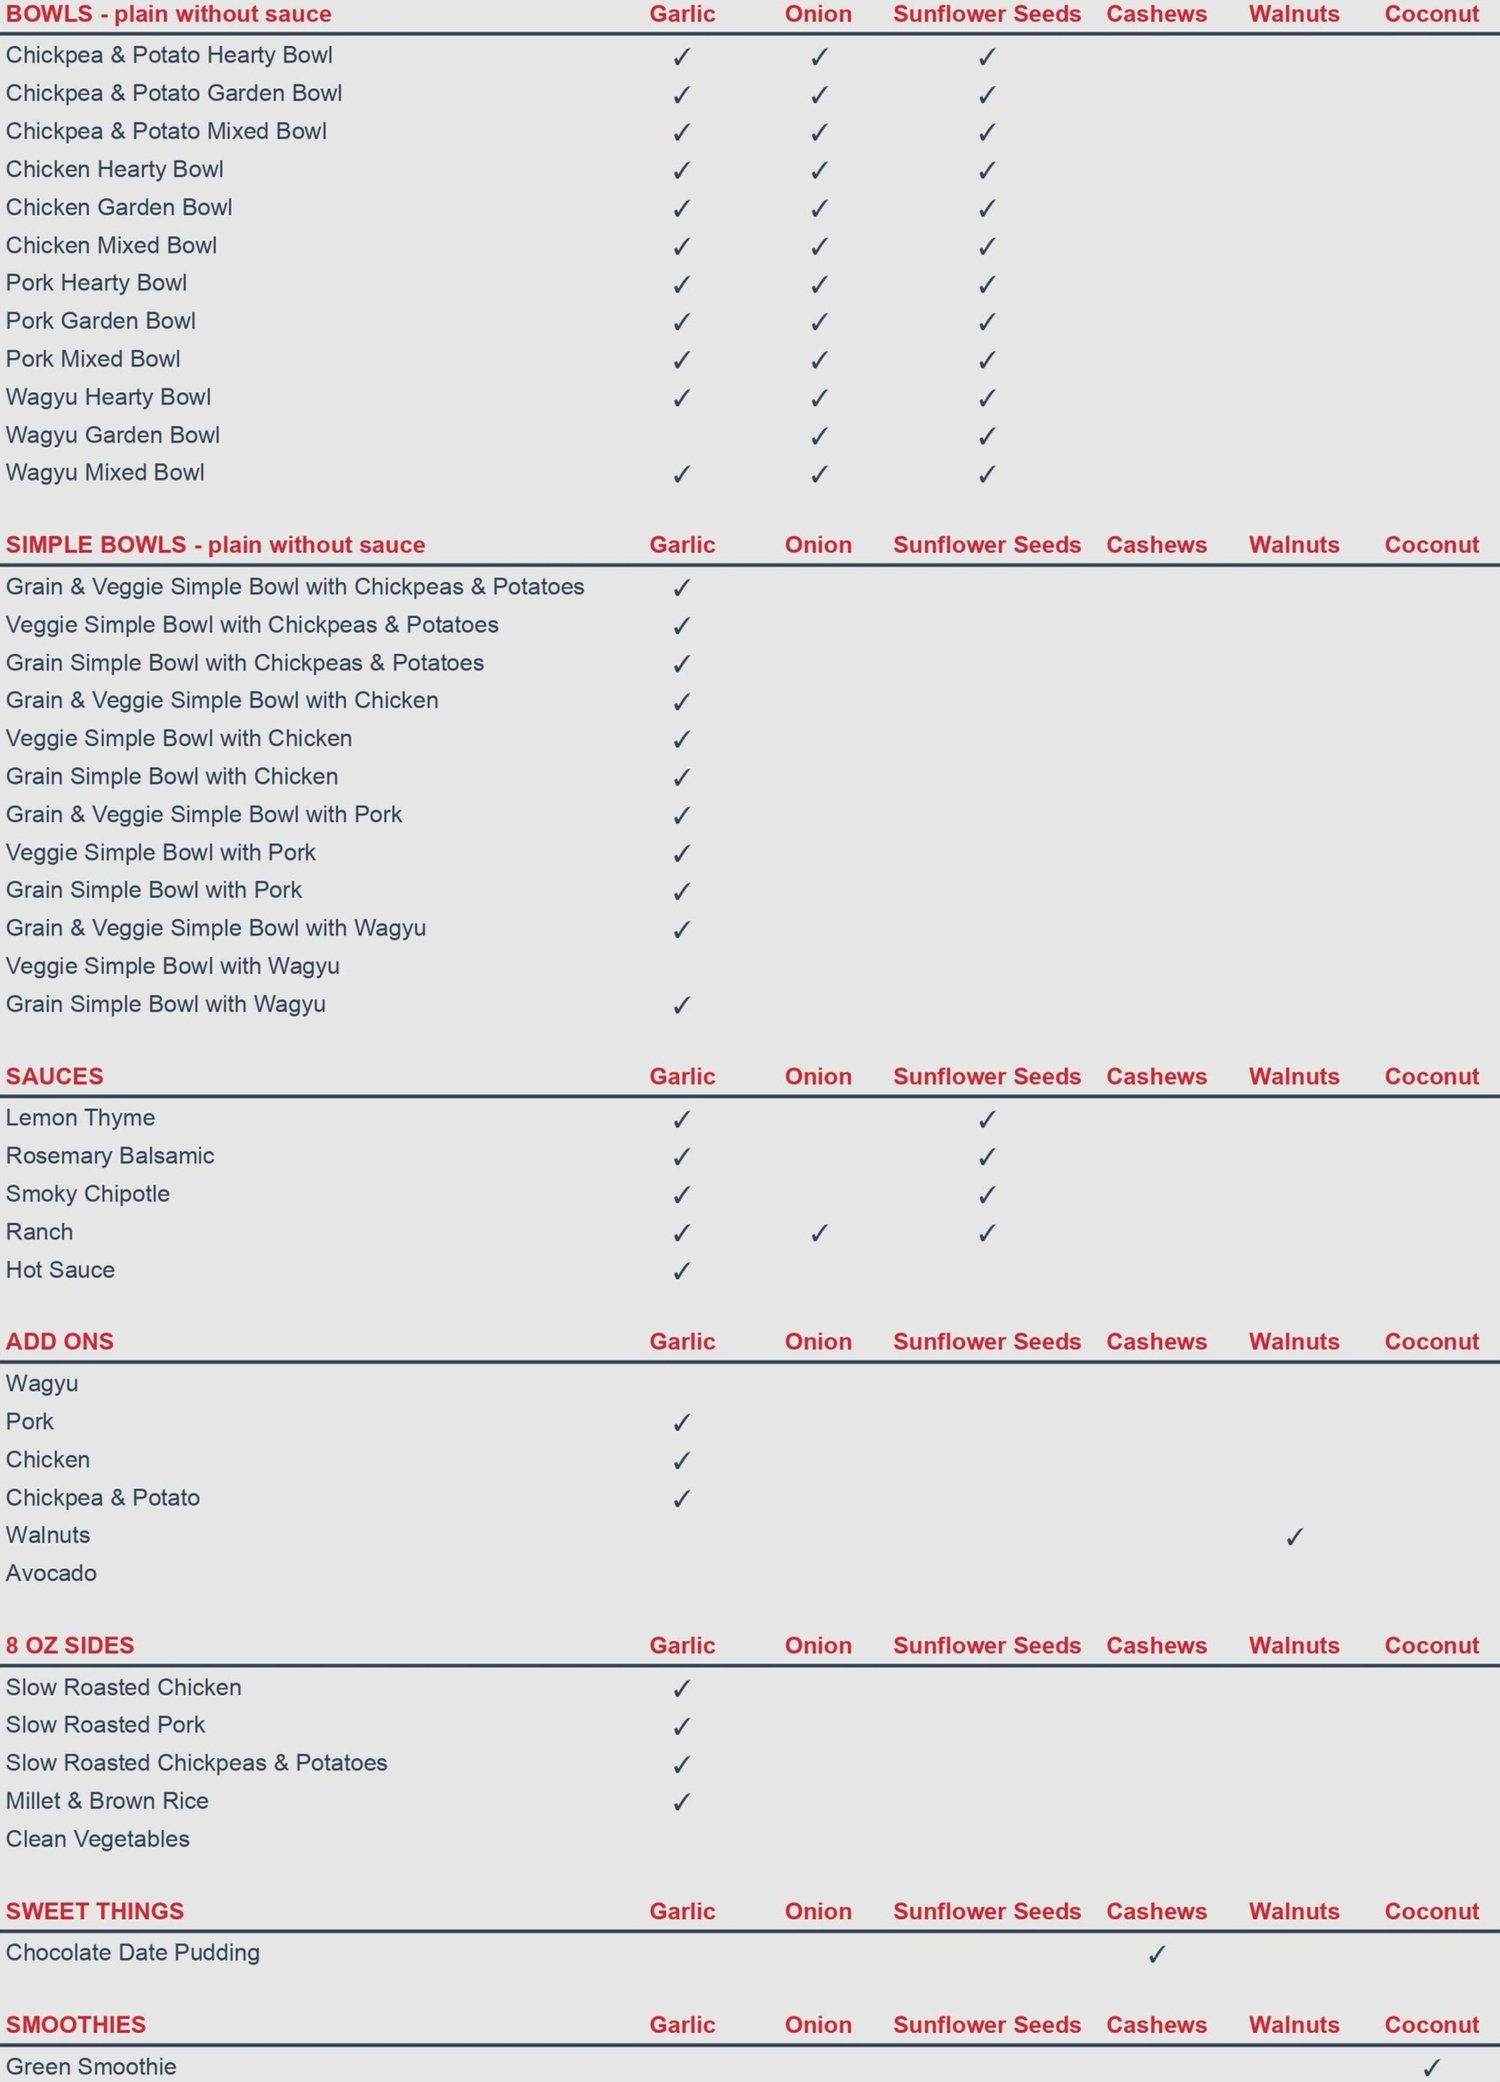 BOWLS - plain without sauce Garlic Onion Sunflower Seeds Cashews Walnuts Coconut
Chickpea & Potato Hearty Bowl ✓ ✓ ✓
Chickpea & Potato Garden Bowl ✓ ✓ ✓
Chickpea & Potato Mixed Bowl ✓ ✓ ✓
Chicken Hearty Bowl ✓ ✓ ✓
Chicken Garden Bowl ✓ ✓ ✓
Chicken Mixed Bowl ✓ ✓ ✓
Pork Hearty Bowl ✓ ✓ ✓
Pork Garden Bowl ✓ ✓ ✓
Pork Mixed Bowl ✓ ✓ ✓
Wagyu Hearty Bowl ✓ ✓ ✓
Wagyu Garden Bowl ✓ ✓
Wagyu Mixed Bowl ✓ ✓ ✓
SIMPLE BOWLS - plain without sauce Garlic Onion Sunflower Seeds Cashews Walnuts Coconut
Grain & Veggie Simple Bowl with Chickpeas & Potatoes ✓
Veggie Simple Bowl with Chickpeas & Potatoes ✓
Grain Simple Bowl with Chickpeas & Potatoes ✓
Grain & Veggie Simple Bowl with Chicken ✓
Veggie Simple Bowl with Chicken ✓
Grain Simple Bowl with Chicken ✓
Grain & Veggie Simple Bowl with Pork ✓
Veggie Simple Bowl with Pork ✓
Grain Simple Bowl with Pork ✓
Grain & Veggie Simple Bowl with Wagyu ✓
Veggie Simple Bowl with Wagyu
Grain Simple Bowl with Wagyu ✓
SAUCES Garlic Onion Sunflower Seeds Cashews Walnuts Coconut
Lemon Thyme ✓ ✓
Rosemary Balsamic ✓ ✓
Smoky Chipotle ✓ ✓
Ranch ✓ ✓ ✓
Hot Sauce ✓
ADD ONS Garlic Onion Sunflower Seeds Cashews Walnuts Coconut
Wagyu
Pork ✓
Chicken ✓
Chickpea & Potato ✓
Walnuts ✓
Avocado
8 OZ SIDES Garlic Onion Sunflower Seeds Cashews Walnuts Coconut
Slow Roasted Chicken ✓
Slow Roasted Pork ✓
Slow Roasted Chickpeas & Potatoes ✓
Millet & Brown Rice ✓
Clean Vegetables
SWEET THINGS Garlic Onion Sunflower Seeds Cashews Walnuts Coconut
Chocolate Date Pudding ✓
SMOOTHIES Garlic Onion Sunflower Seeds Cashews Walnuts Coconut
Green Smoothie ✓